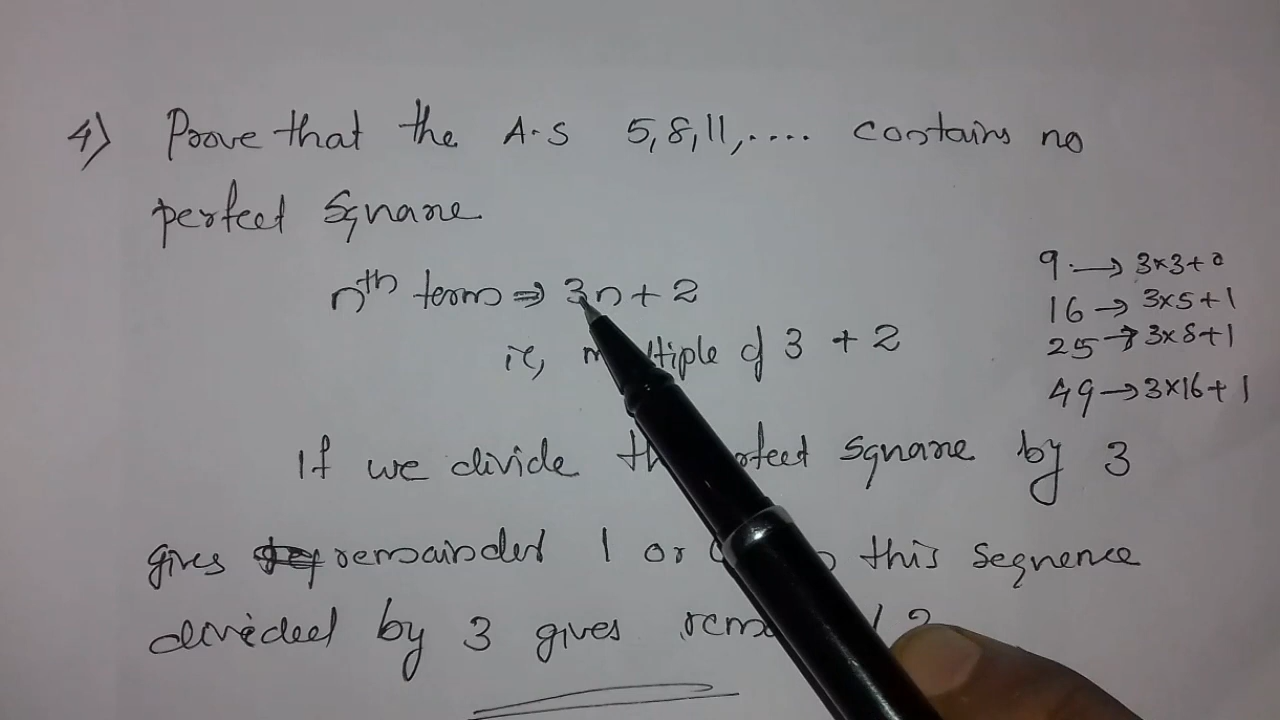 4) Prove that the A.S 5,8,11,.... contains no
perfect square
nth term ⇒ 3n+2
ie, multiple of 3 + 2
9 → 3×3+0
16 → 3×5+1
25 → 3×8+1
49 → 3×16+1
If we divide the perfect square by 3
gives remainder 1 or this sequence
divided by 3 gives 2